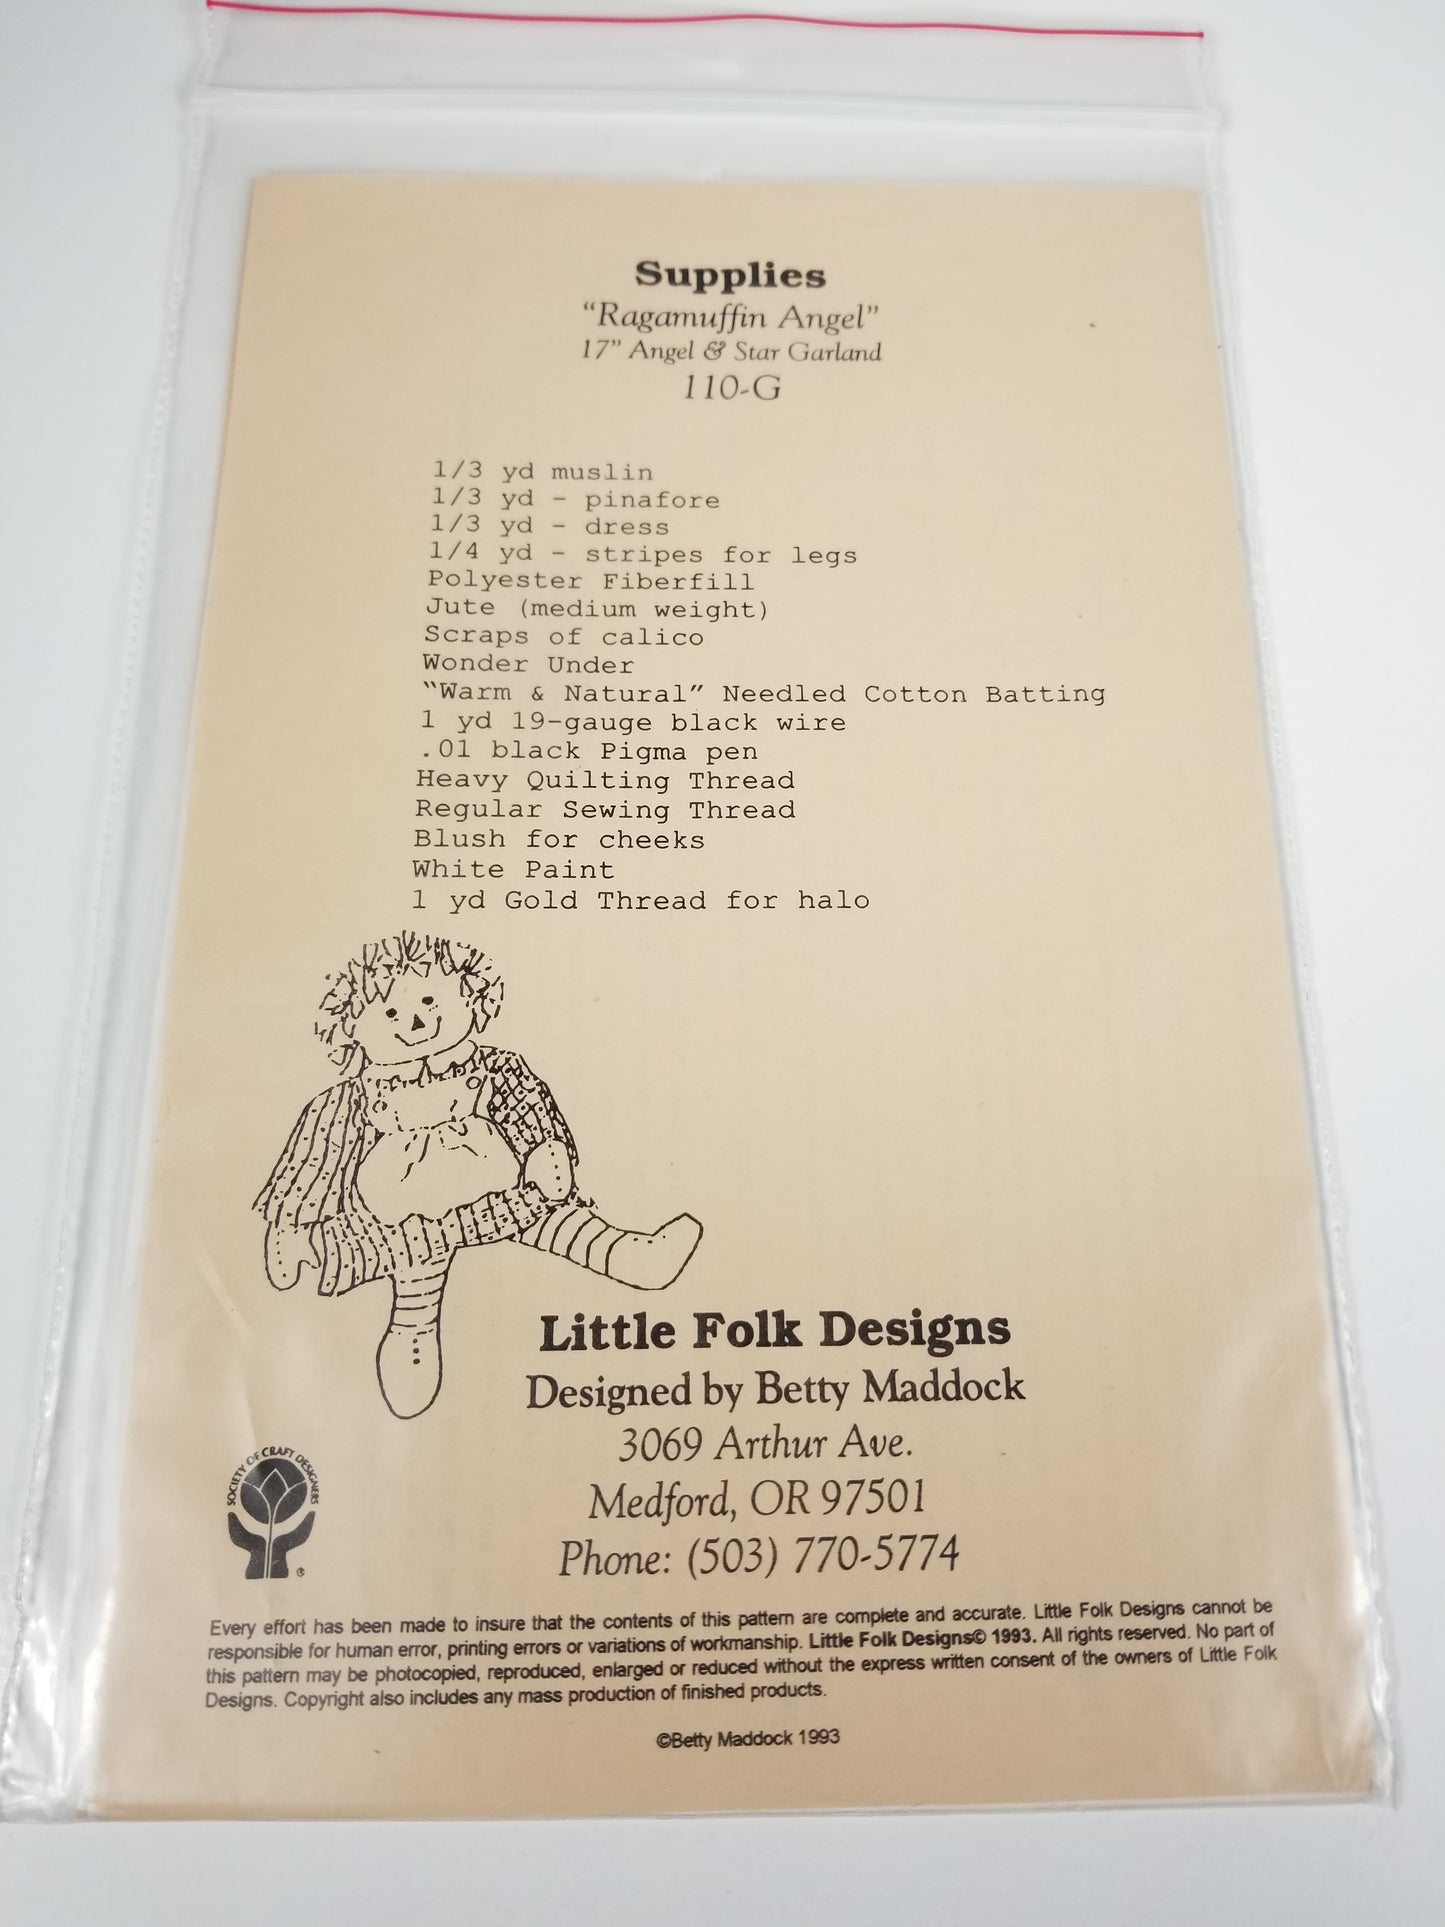 Supplies
“Ragamuffin Angel”
17” Angel & Star Garland
110-G
1/3 yd muslin
1/3 yd - pinafore
1/3 yd - dress
1/4 yd - stripes for legs
Polyester Fiberfill
Jute (medium weight)
Scraps of calico
Wonder Under
“Warm & Natural” Needled Cotton Batting
1 yd 19-gauge black wire
.01 black Pigma pen
Heavy Quilting Thread
Regular Sewing Thread
Blush for cheeks
White Paint
1 yd Gold Thread for halo
Little Folk Designs
Designed by Betty Maddock
3069 Arthur Ave.
Medford, OR 97501
Phone: (503) 770-5774
SOCIETY OF CRAFT DESIGNERS
®
Every effort has been made to insure that the contents of this pattern are complete and accurate. Little Folk Designs cannot be
responsible for human error, printing errors or variations of workmanship. Little Folk Designs© 1993. All rights reserved. No part of
this pattern may be photocopied, reproduced, enlarged or reduced without the express written consent of the owners of Little Folk
Designs. Copyright also includes any mass production of finished products.
©Betty Maddock 1993